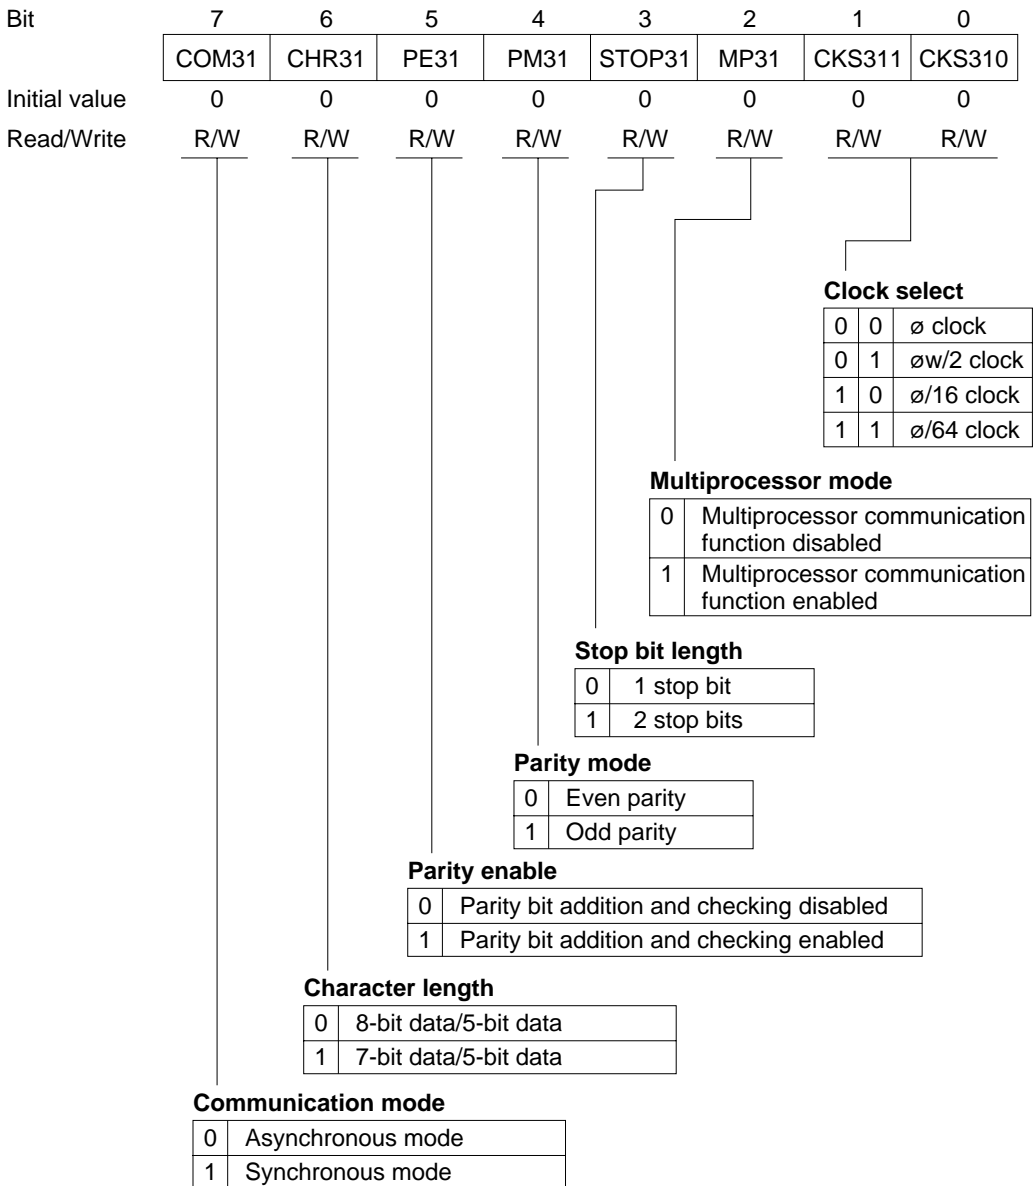 Bit 7 6 5 4 3 2 1 0
COM31 CHR31 PE31 PM31 STOP31 MP31 CKS311 CKS310
Initial value 0 0 0 0 0 0 0 0
Read/Write R/W R/W R/W R/W R/W R/W R/W R/W
Clock select
0 0 ø clock
0 1 øw/2 clock
1 0 ø/16 clock
1 1 ø/64 clock
Multiprocessor mode
0 Multiprocessor communication
function disabled
1 Multiprocessor communication
function enabled
Stop bit length
0 1 stop bit
1 2 stop bits
Parity mode
0 Even parity
1 Odd parity
Parity enable
0 Parity bit addition and checking disabled
1 Parity bit addition and checking enabled
Character length
0 8-bit data/5-bit data
1 7-bit data/5-bit data
Communication mode
0 Asynchronous mode
1 Synchronous mode